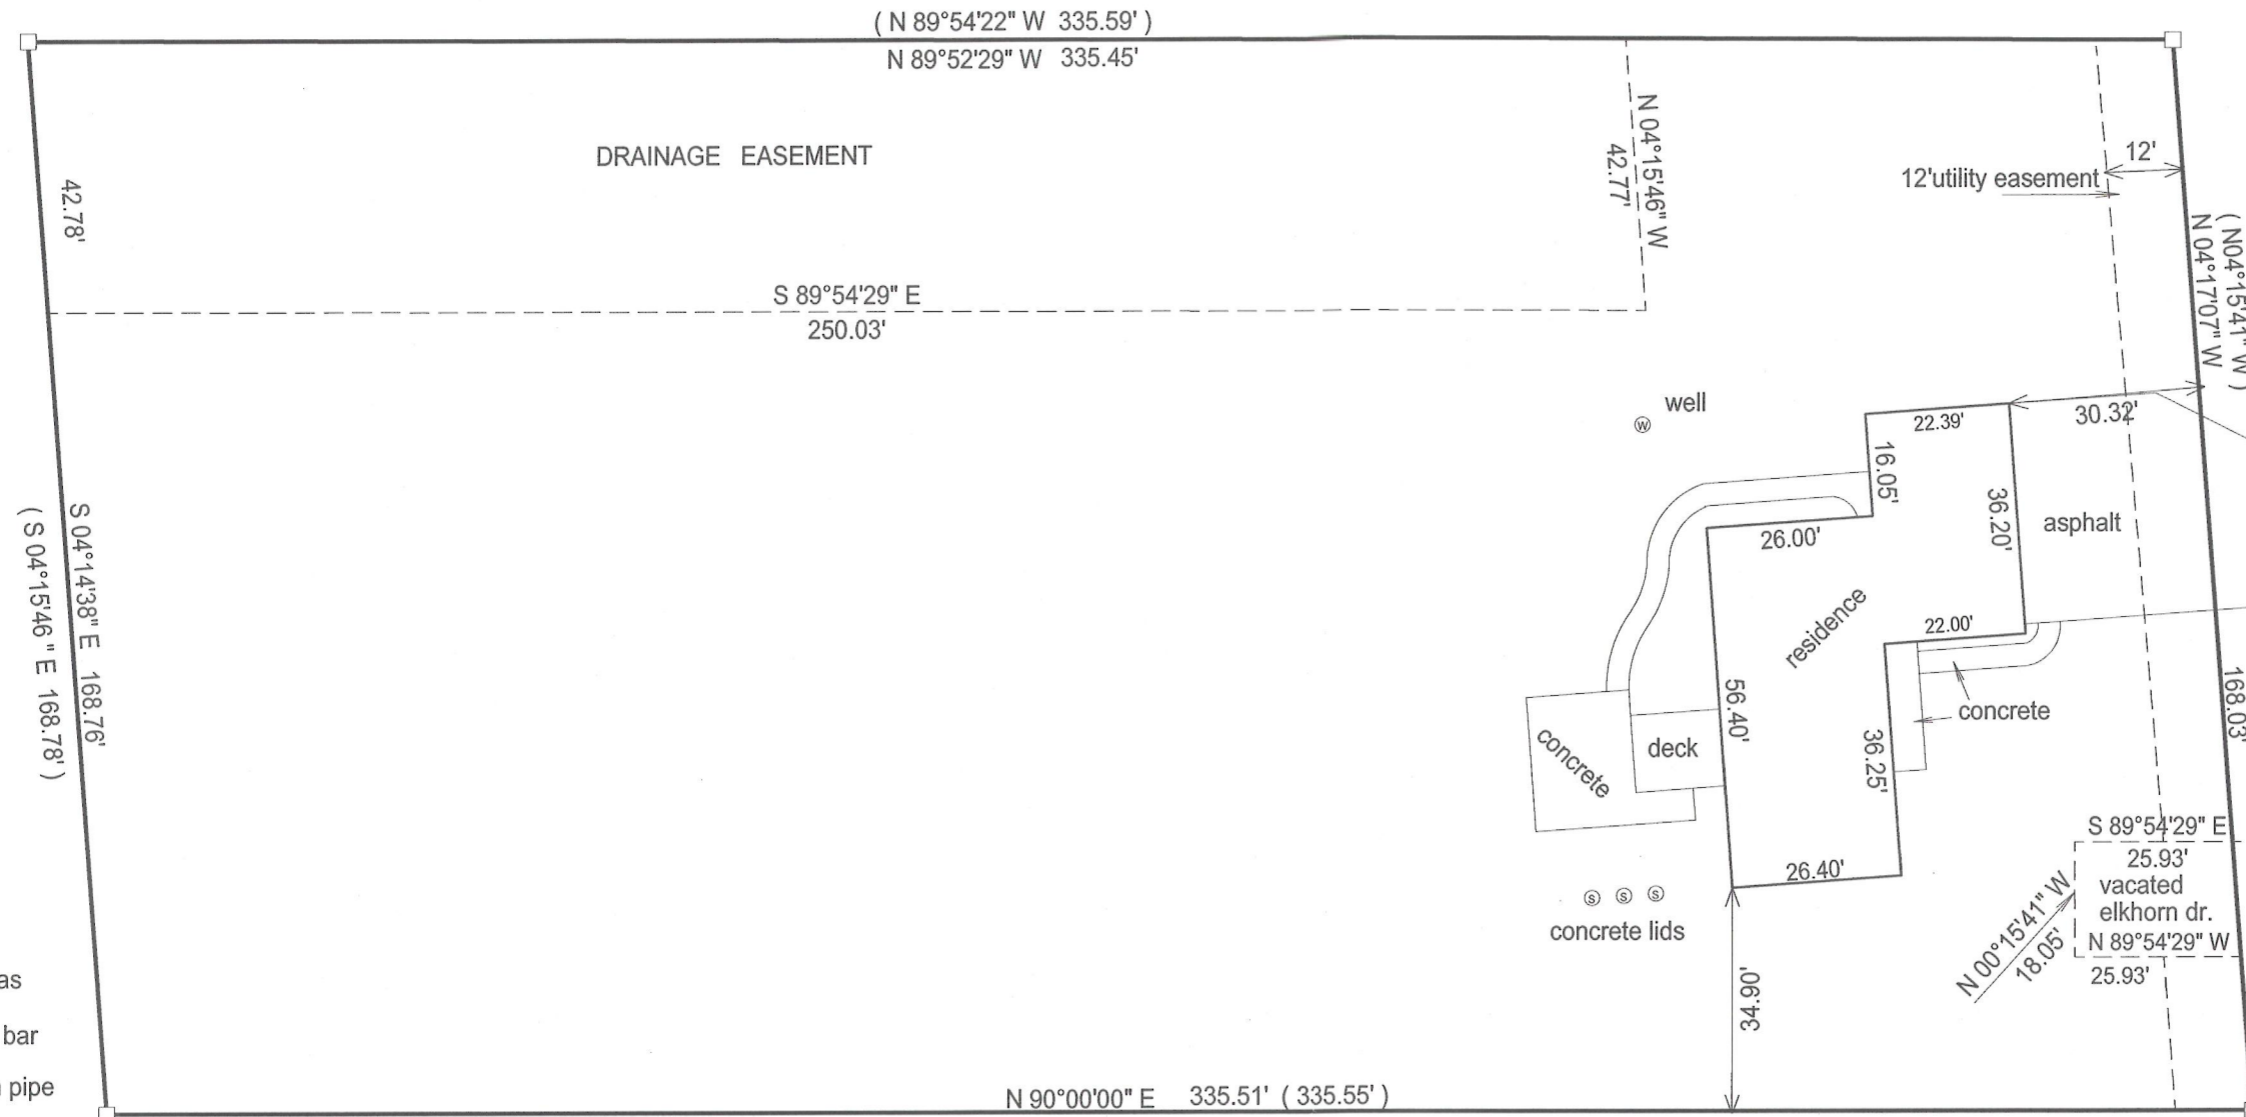 ( N 89°54'22" W 335.59' )
N 89°52'29" W 335.45'
DRAINAGE EASEMENT
42.78'
S 89°54'29" E
250.03'
N 04°15'46" W
42.77'
12'
12'utility easement
( N04°15'41" W )
N 04°17'07" W
168.03'
well
W
22.39'
30.32'
16.05'
36.20'
asphalt
26.00'
residence
22.00'
56.40'
concrete
deck
concrete
36.25'
26.40'
S S S
concrete lids
34.90'
S 89°54'29" E
25.93'
vacated
elkhorn dr.
N 89°54'29" W
25.93'
N 00°15'41" W
18.05'
S 04°14'38" E 168.76'
( S 04°15'46" E 168.78' )
as
bar
pipe
N 90°00'00" E 335.51' ( 335.55' )